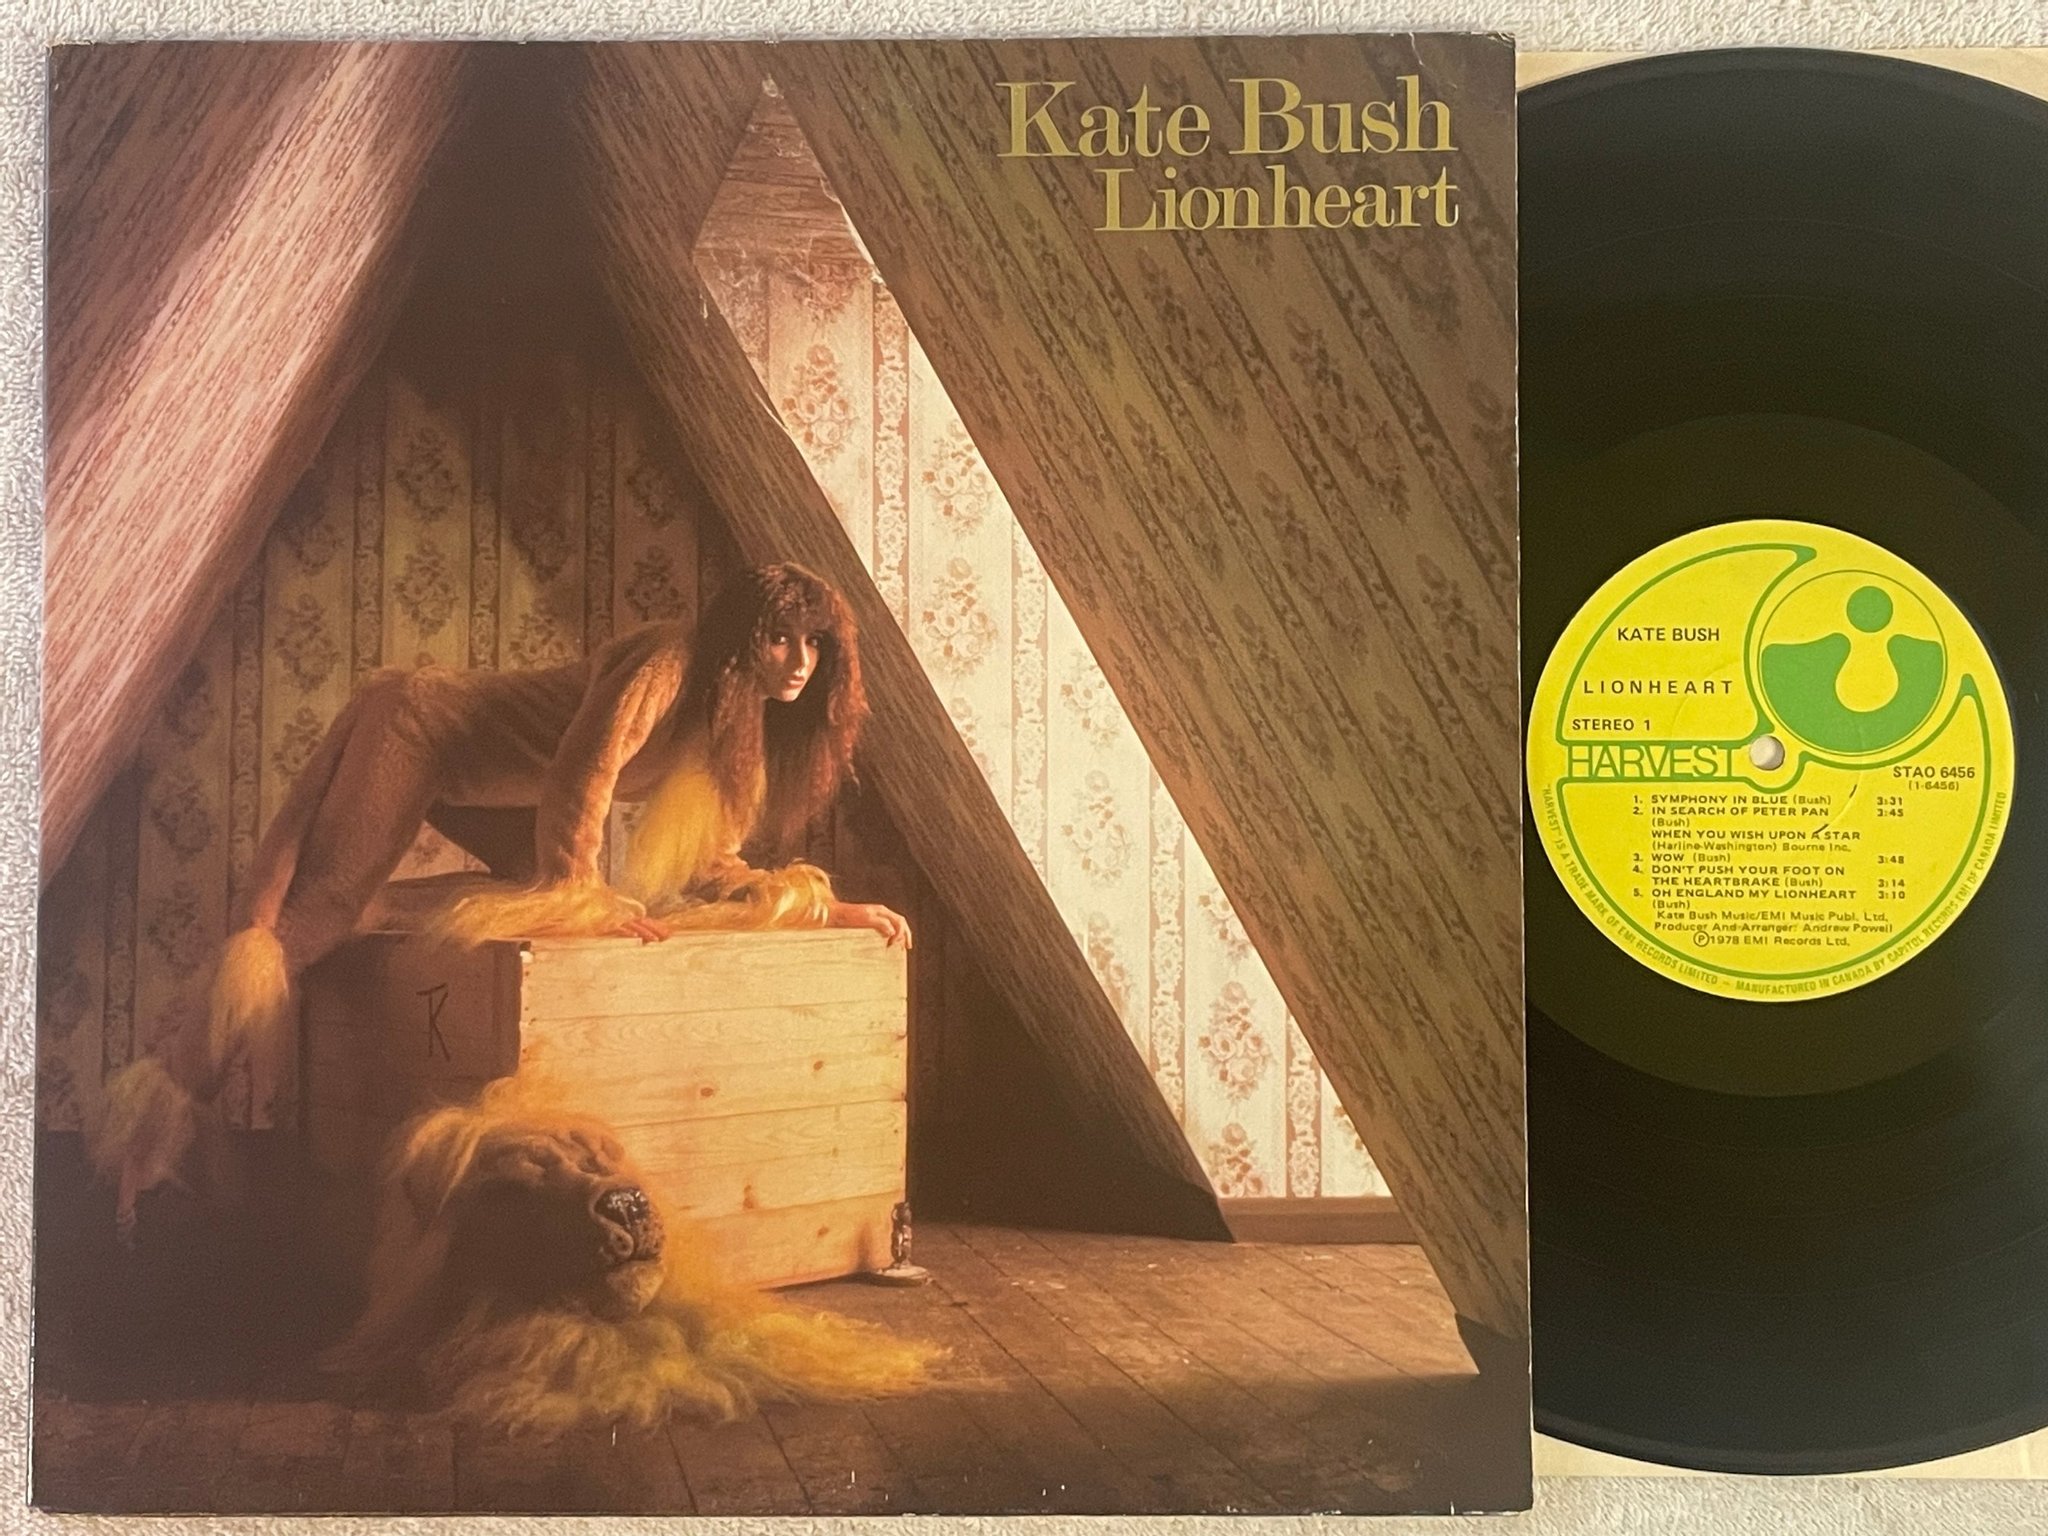 Kate Bush
Lionheart
K
KATE BUSH
LIONHEART
STEREO 1
HARVEST
STAO 6456
(1-6456)
1. SYMPHONY IN BLUE (Bush) 3:31
2. IN SEARCH OF PETER PAN 3:45
(Bush)
WHEN YOU WISH UPON A STAR
(Harline-Washington) Bourne Inc.
3. WOW (Bush) 3:48
4. DON'T PUSH YOUR FOOT ON
THE HEARTBRAKE (Bush) 3:14
5. OH ENGLAND MY LIONHEART 3:10
(Bush)
Kate Bush Music/EMI Music Publ. Ltd.
Producer And Arranger: Andrew Powell
Ⓟ1978 EMI Records Ltd.
"HARVEST" IS A TRADE MARK OF EMI RECORDS LIMITED – MANUFACTURED IN CANADA BY CAPITOL RECORDS EMI OF CANADA LIMITED